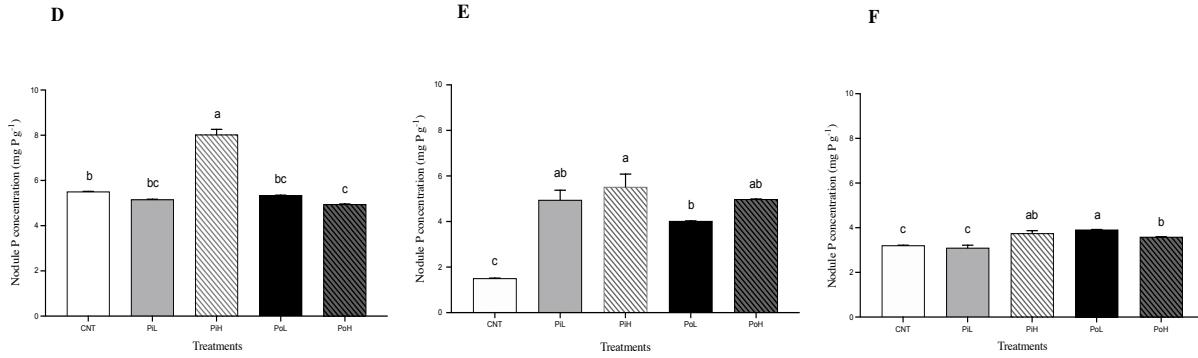 D
Nodule P concentration (mg P g-1)
10
8
6
4
2
0
b
bc
a
bc
c
CNT
PiL
PiH
PoL
PoH
Treatments
E
Nodule P concentration (mg P g-1)
10
8
6
4
2
0
c
ab
a
b
ab
CNT
PiL
PiH
PoL
PoH
Treatments
F
Nodule P concentration (mg P g-1)
10
8
6
4
2
0
c
c
ab
a
b
CNT
PiL
PiH
PoL
PoH
Treatments